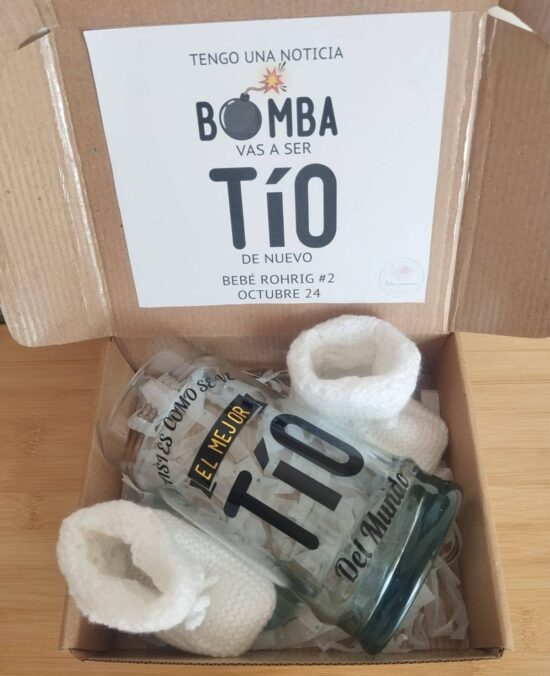 TENGO UNA NOTICIA
BOMBA
VAS A SER
TíO
DE NUEVO
BEBÉ ROHRIG #2
OCTUBRE 24
ASI ES COMO SE VE
EL MEJOR
TíO
Del Mundo